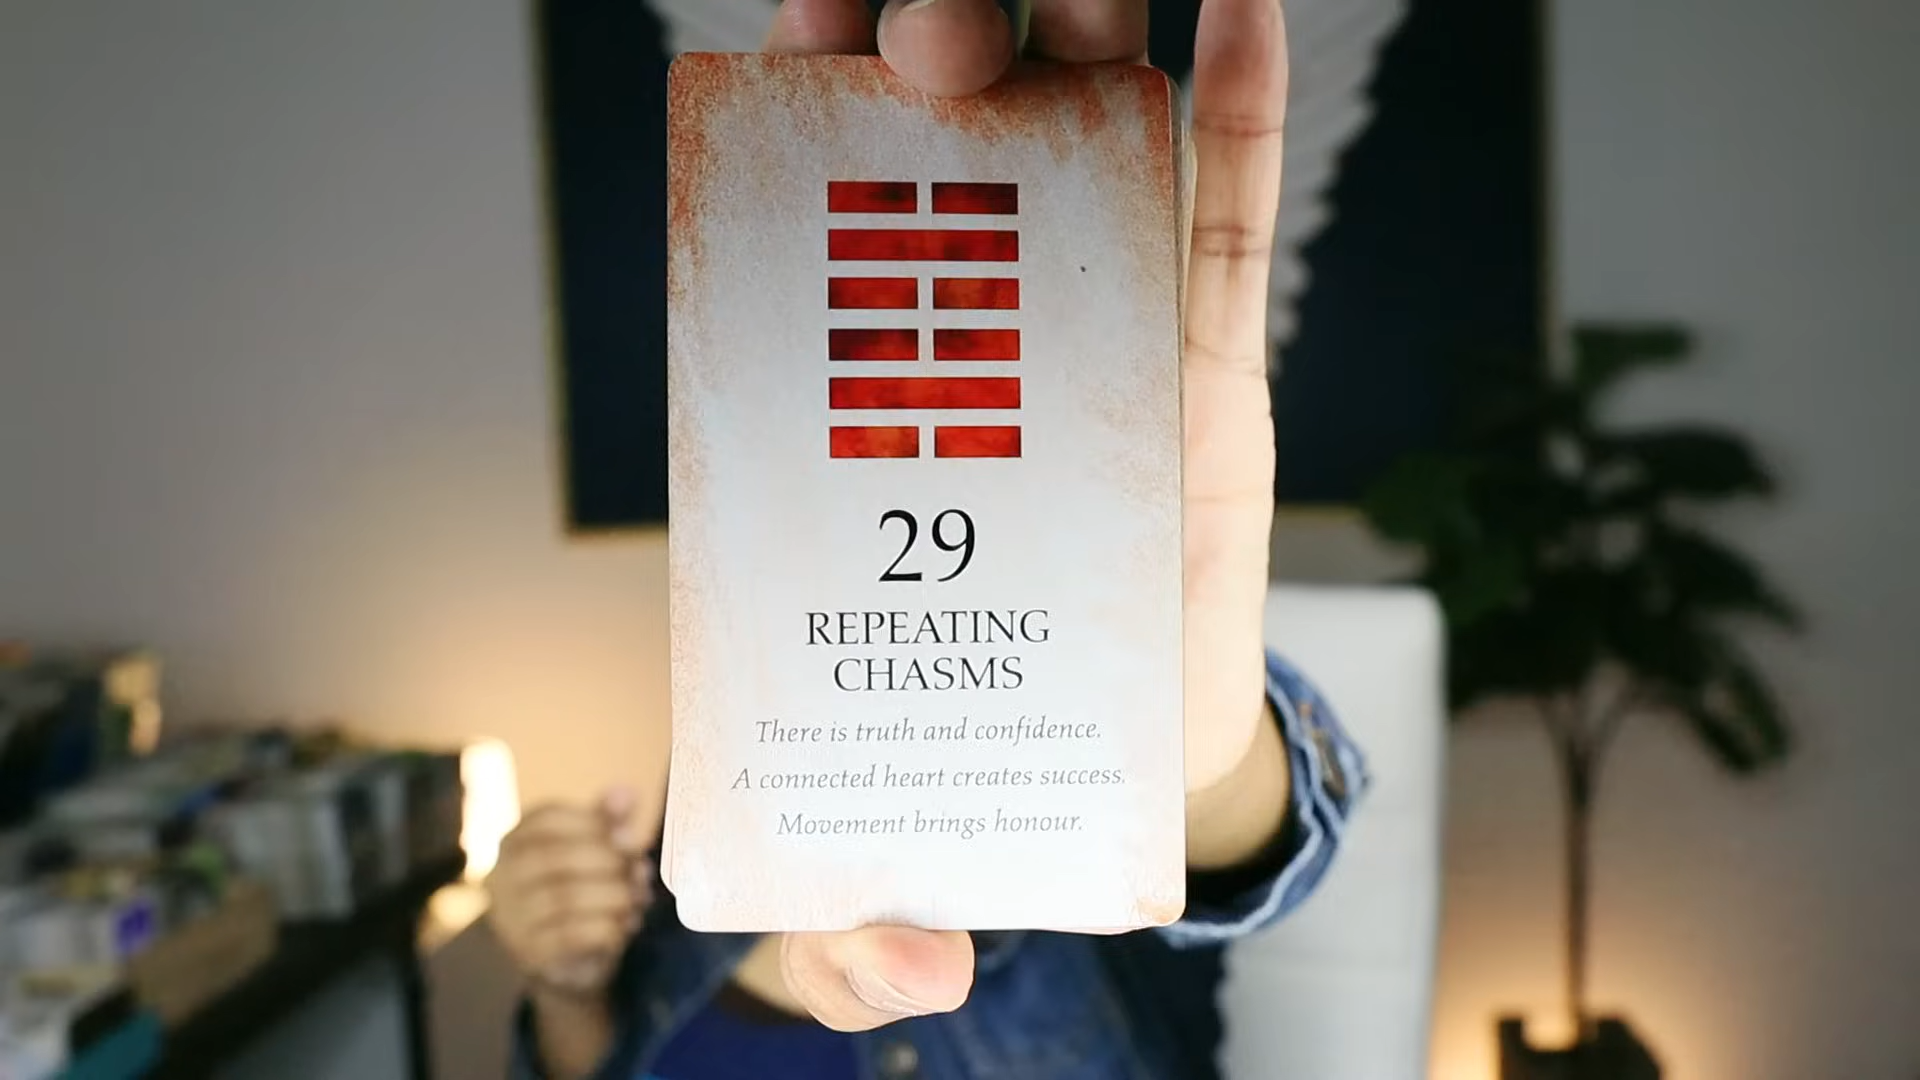 29
REPEATING
CHASMS
There is truth and confidence.
A connected heart creates success.
Movement brings honour.